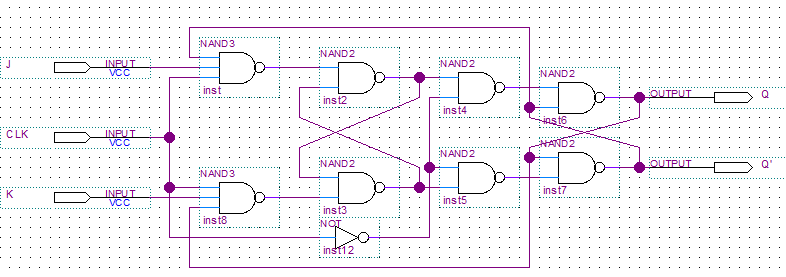 NAND3
inst
NAND2
inst2
NAND2
inst4
NAND2
inst6
J
INPUT
VCC
OUTPUT
Q
CLK
INPUT
VCC
NAND3
inst8
NAND2
inst3
NAND2
inst5
NAND2
inst7
OUTPUT
Q'
K
INPUT
VCC
NOT
inst12